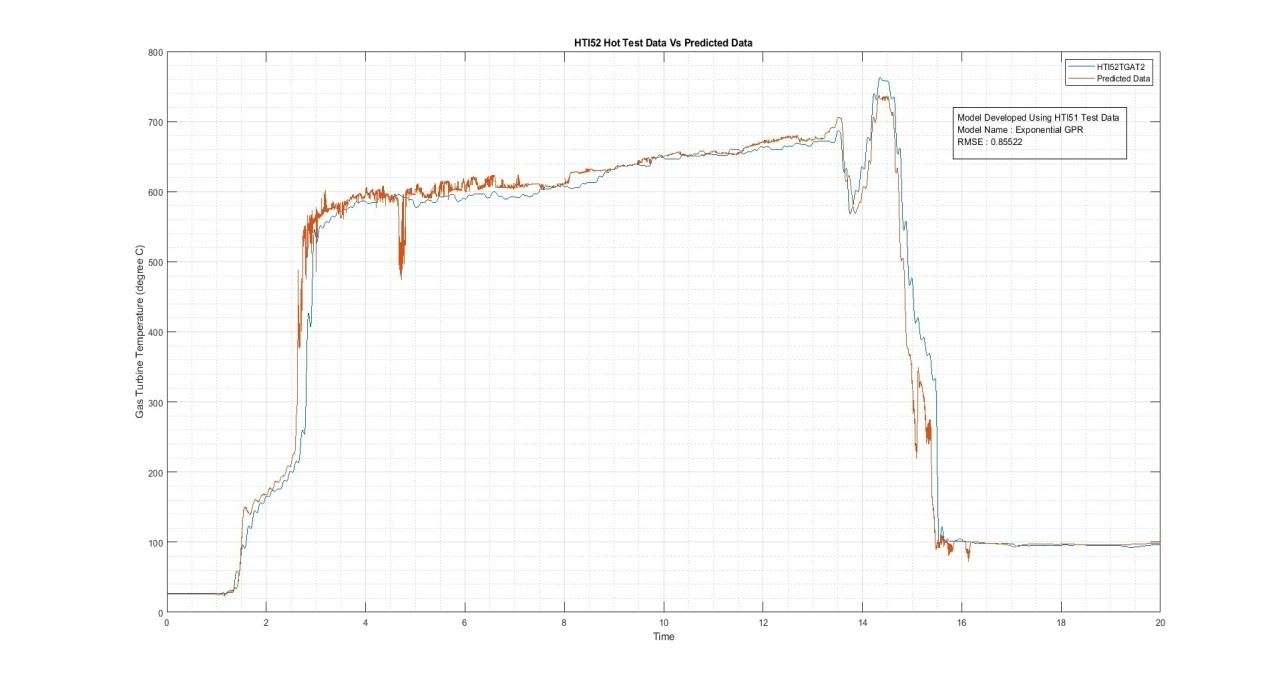 HTI52 Hot Test Data Vs Predicted Data
800
700
600
500
400
300
200
100
0
Gas Turbine Temperature (degree C)
0 2 4 6 8 10 12 14 16 18 20
Time
HTI52TGAT2
Predicted Data
Model Developed Using HTI51 Test Data
Model Name : Exponential GPR
RMSE : 0.85522